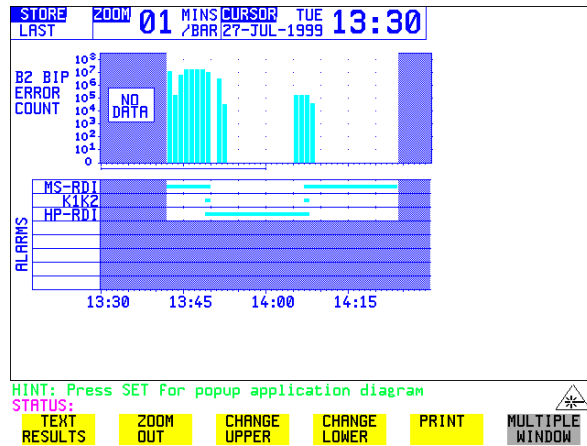 STORE LAST ZOOM 01 MINS /BAR CURSOR TUE 27-JUL-1999 13:30
B2 BIP ERROR COUNT
10⁸
10⁷
10⁶
10⁵
10⁴
10³
10²
10¹
0
NO DATA
ALARMS
MS-RDI
K1K2
HP-RDI
13:30 13:45 14:00 14:15
HINT: Press SET for popup application diagram
STATUS:
TEXT RESULTS
ZOOM OUT
CHANGE UPPER
CHANGE LOWER
PRINT
MULTIPLE WINDOW